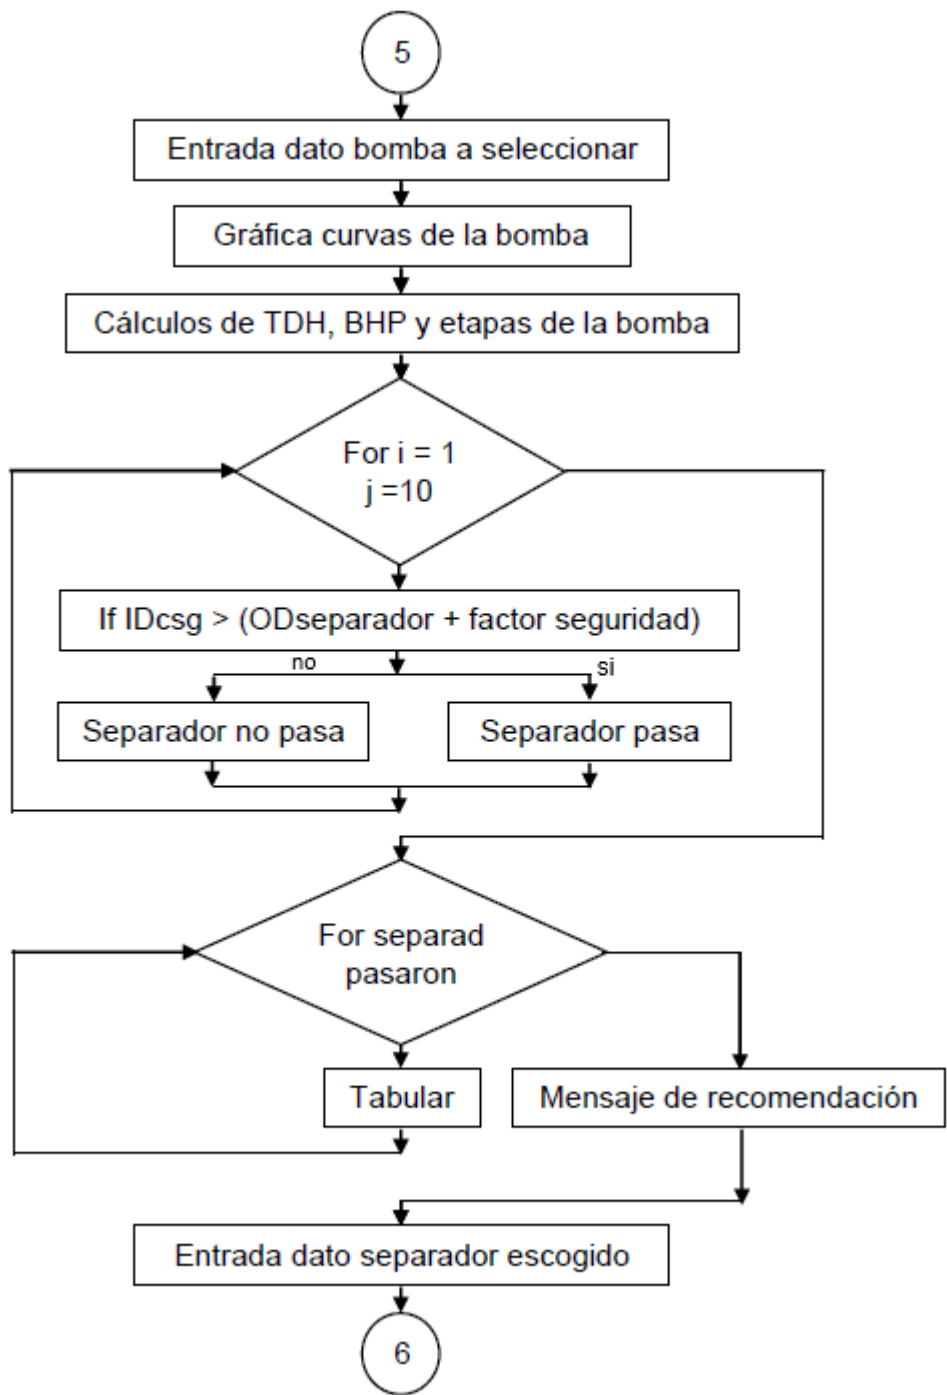 5
Entrada dato bomba a seleccionar
Gráfica curvas de la bomba
Cálculos de TDH, BHP y etapas de la bomba
For i = 1
j =10
If IDcsg > (ODseparador + factor seguridad)
no
si
Separador no pasa
Separador pasa
For separad
pasaron
Tabular
Mensaje de recomendación
Entrada dato separador escogido
6